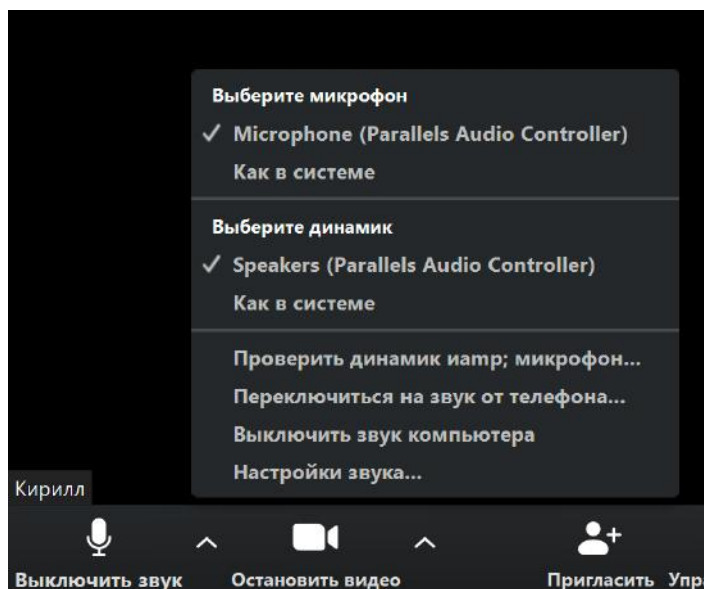 Выберите микрофон
Microphone (Parallels Audio Controller)
Как в системе
Выберите динамик
Speakers (Parallels Audio Controller)
Как в системе
Проверить динамик иamp; микрофон...
Переключиться на звук от телефона...
Выключить звук компьютера
Настройки звука...
Кирилл
Выключить звук
Остановить видео
Пригласить